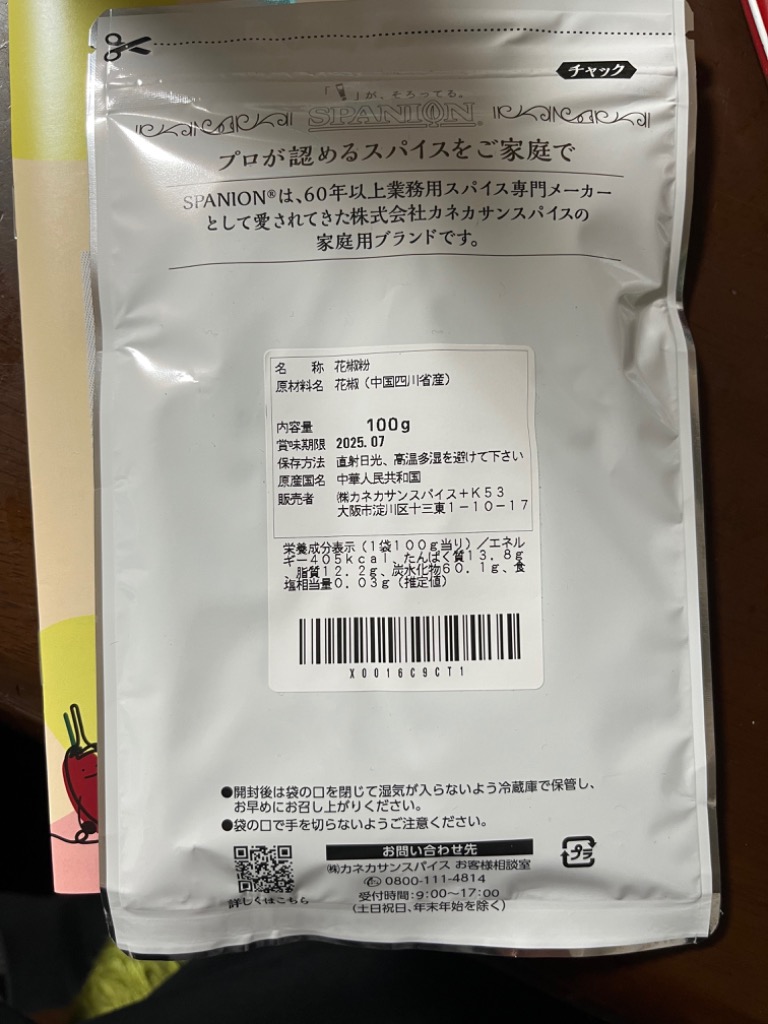 チャック
「 」が、そろってる。
SPANION®
プロが認めるスパイスをご家庭で
SPANION®は、60年以上業務用スパイス専門メーカー
として愛されてきた株式会社カネカサンスパイスの
家庭用ブランドです。
名　称 花椒粉
原材料名 花椒（中国四川省産）
内容量 100g
賞味期限 2025.07
保存方法 直射日光、高温多湿を避けて下さい
原産国名 中華人民共和国
販売者 ㈱カネカサンスパイス+K53
大阪市淀川区十三東1-10-17
栄養成分表示（1袋100g当り）／エネル
ギー405kcal、たんぱく質13.8g
、脂質12.2g、炭水化物60.1g、食
塩相当量0.03g（推定値）
X0016C9CT1
●開封後は袋の口を閉じて湿気が入らないよう冷蔵庫で保管し、
お早めにお召し上がりください。
●袋の口で手を切らないようご注意ください。
お問い合わせ先
㈱カネカサンスパイス お客様相談室
0800-111-4814
受付時間:9:00〜17:00
(土日祝日、年末年始を除く)
詳しくはこちら
プラ